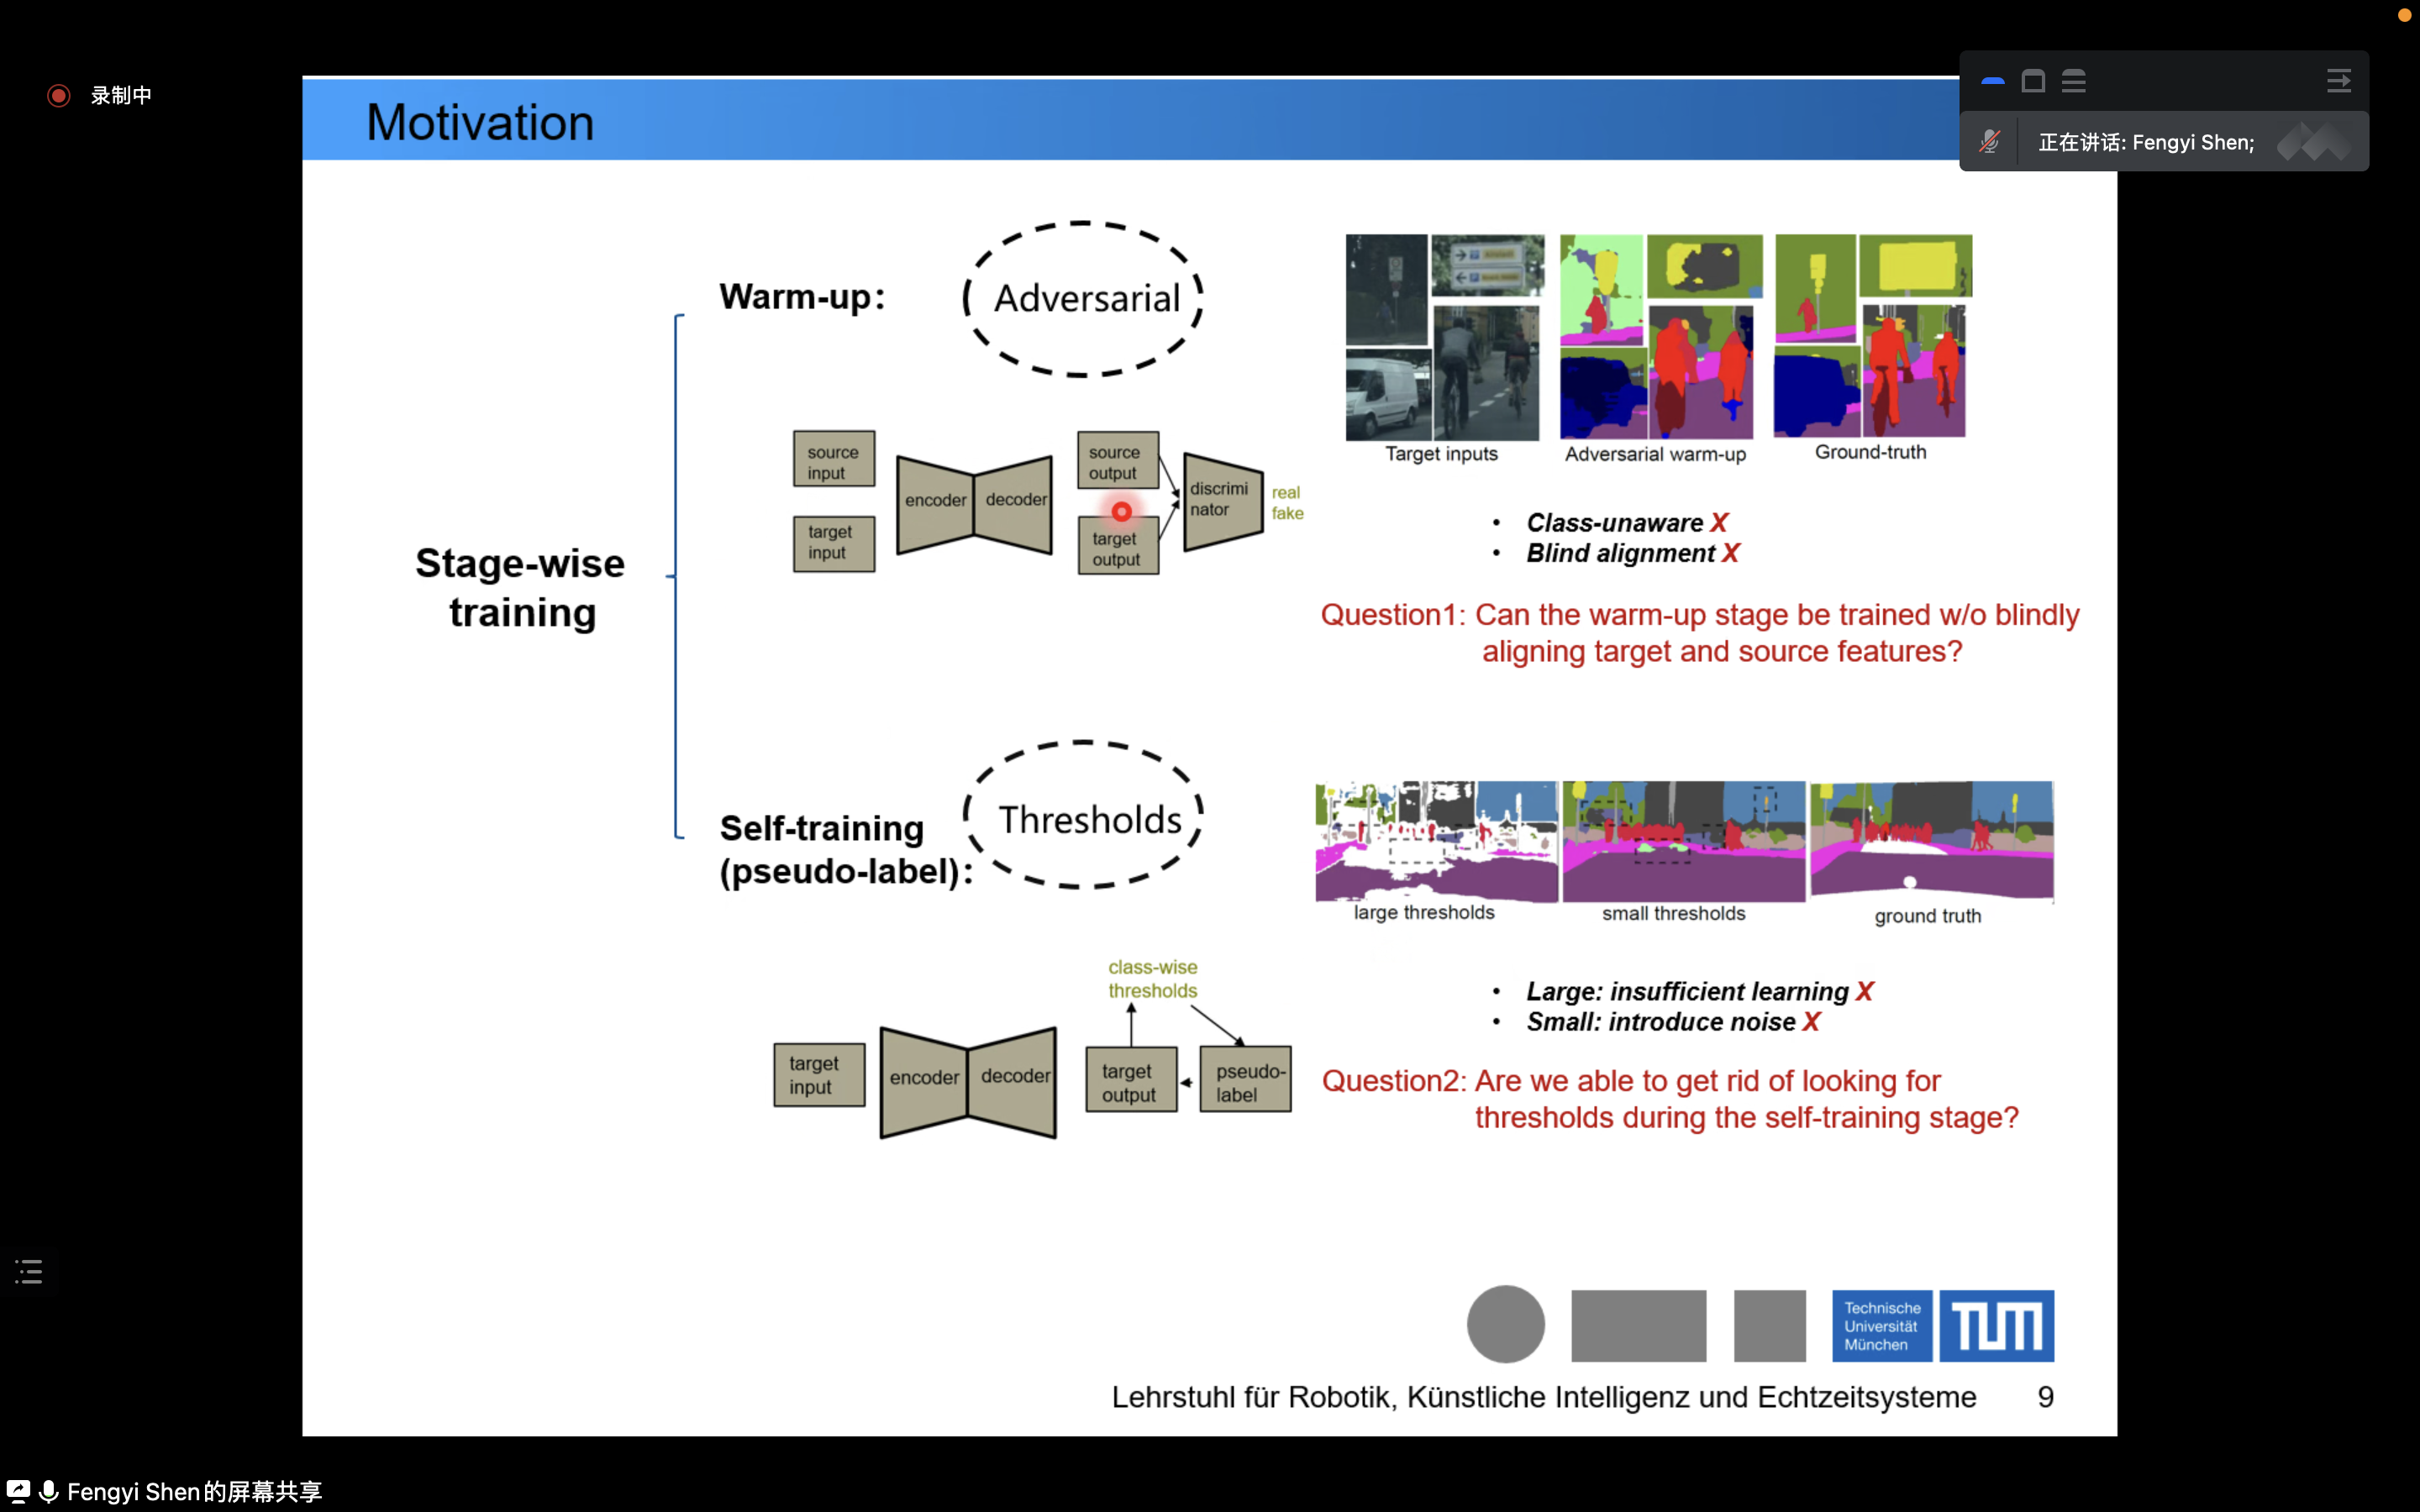 录制中
正在讲话: Fengyi Shen;
Motivation
Warm-up:
Adversarial
source
input
target
input
encoder
decoder
source
output
target
output
discrimi
nator
real
fake
Target inputs
Adversarial warm-up
Ground-truth
• Class-unaware X
• Blind alignment X
Question1: Can the warm-up stage be trained w/o blindly
aligning target and source features?
Stage-wise
training
Self-training
(pseudo-label):
Thresholds
large thresholds
small thresholds
ground truth
class-wise
thresholds
target
input
encoder
decoder
target
output
pseudo-
label
• Large: insufficient learning X
• Small: introduce noise X
Question2: Are we able to get rid of looking for
thresholds during the self-training stage?
Technische
Universität
München
TUM
Lehrstuhl für Robotik, Künstliche Intelligenz und Echtzeitsysteme
9
Fengyi Shen的屏幕共享